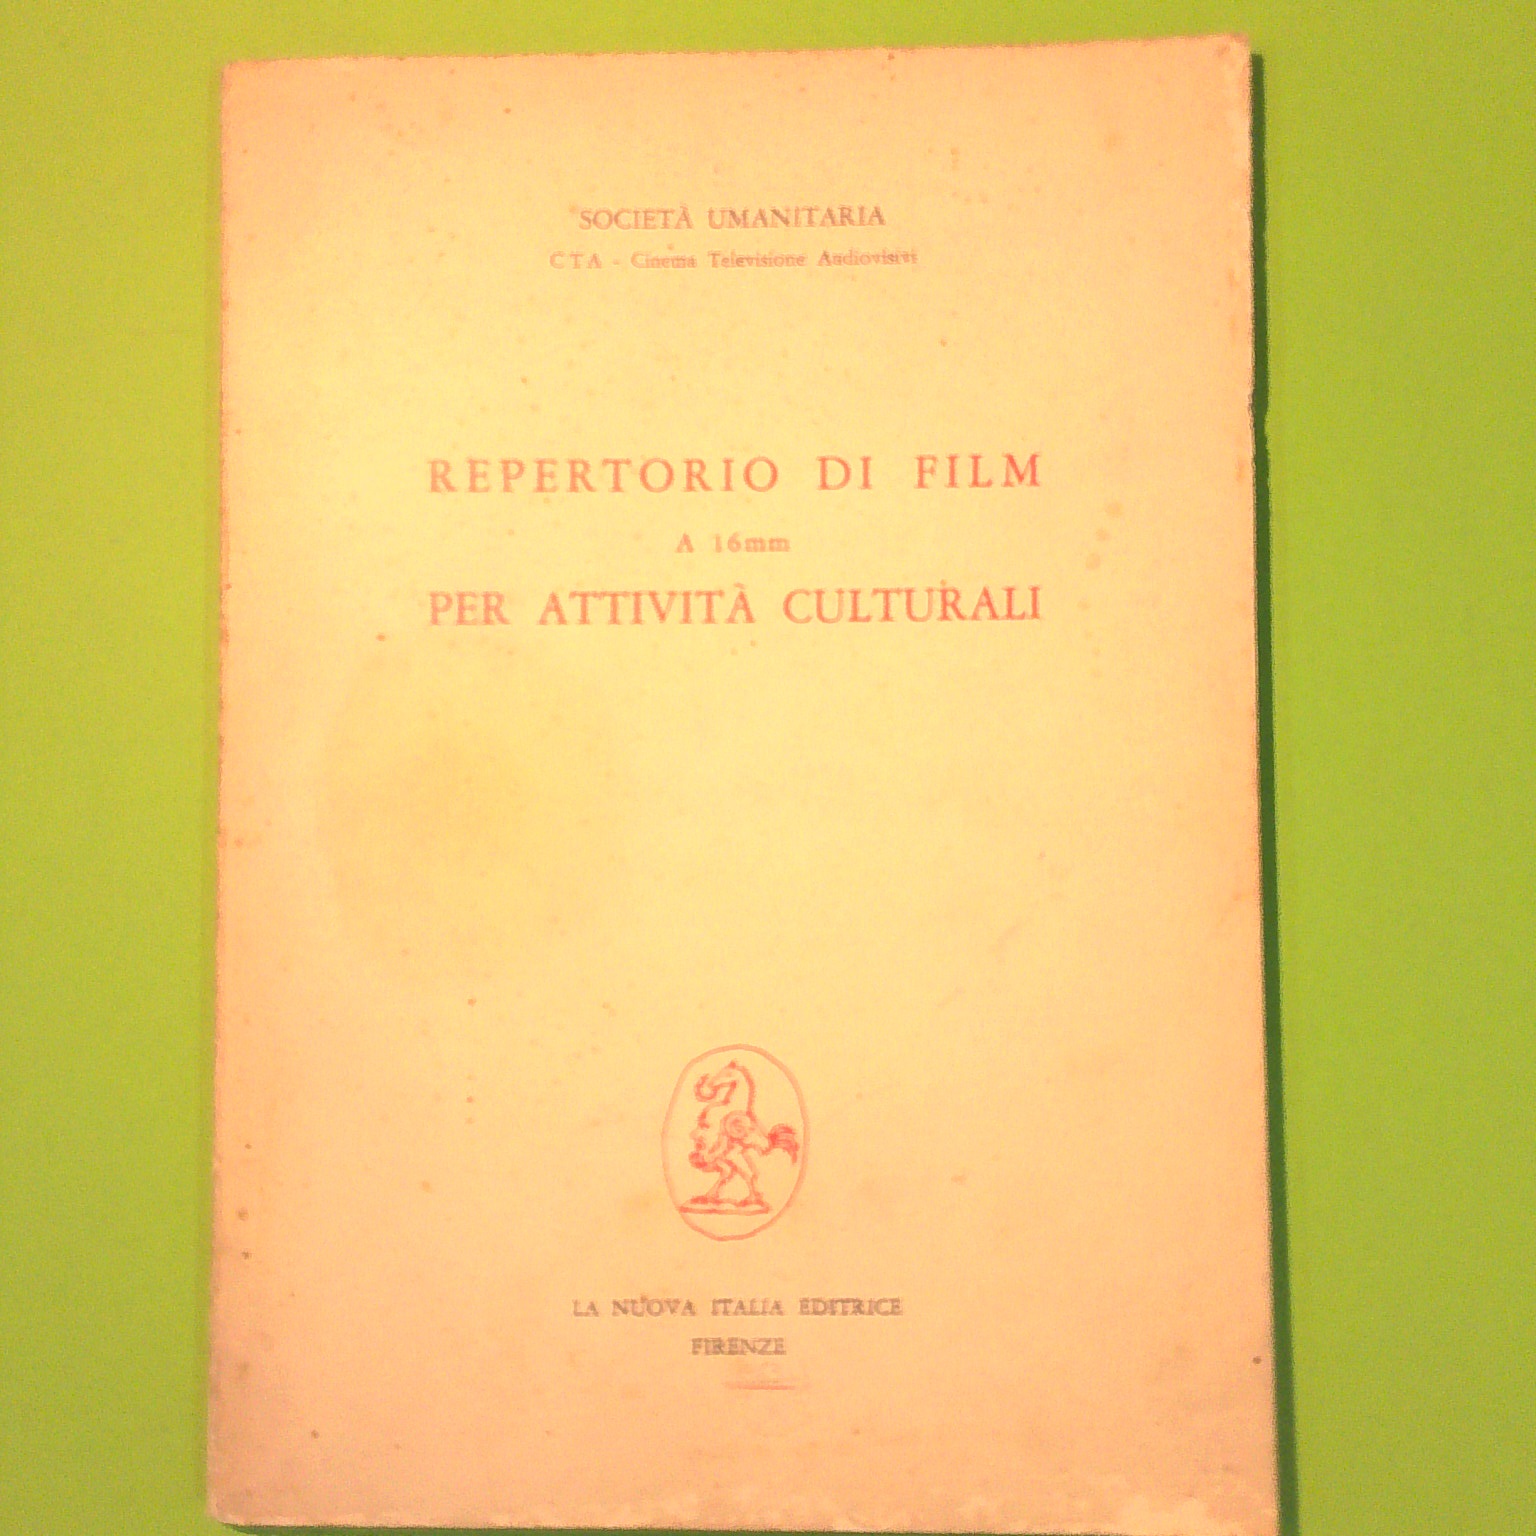 SOCIETÀ UMANITARIA
CTA - Cinema Televisione Audiovisivi
REPERTORIO DI FILM
A 16mm
PER ATTIVITÀ CULTURALI
LA NUOVA ITALIA EDITRICE
FIRENZE